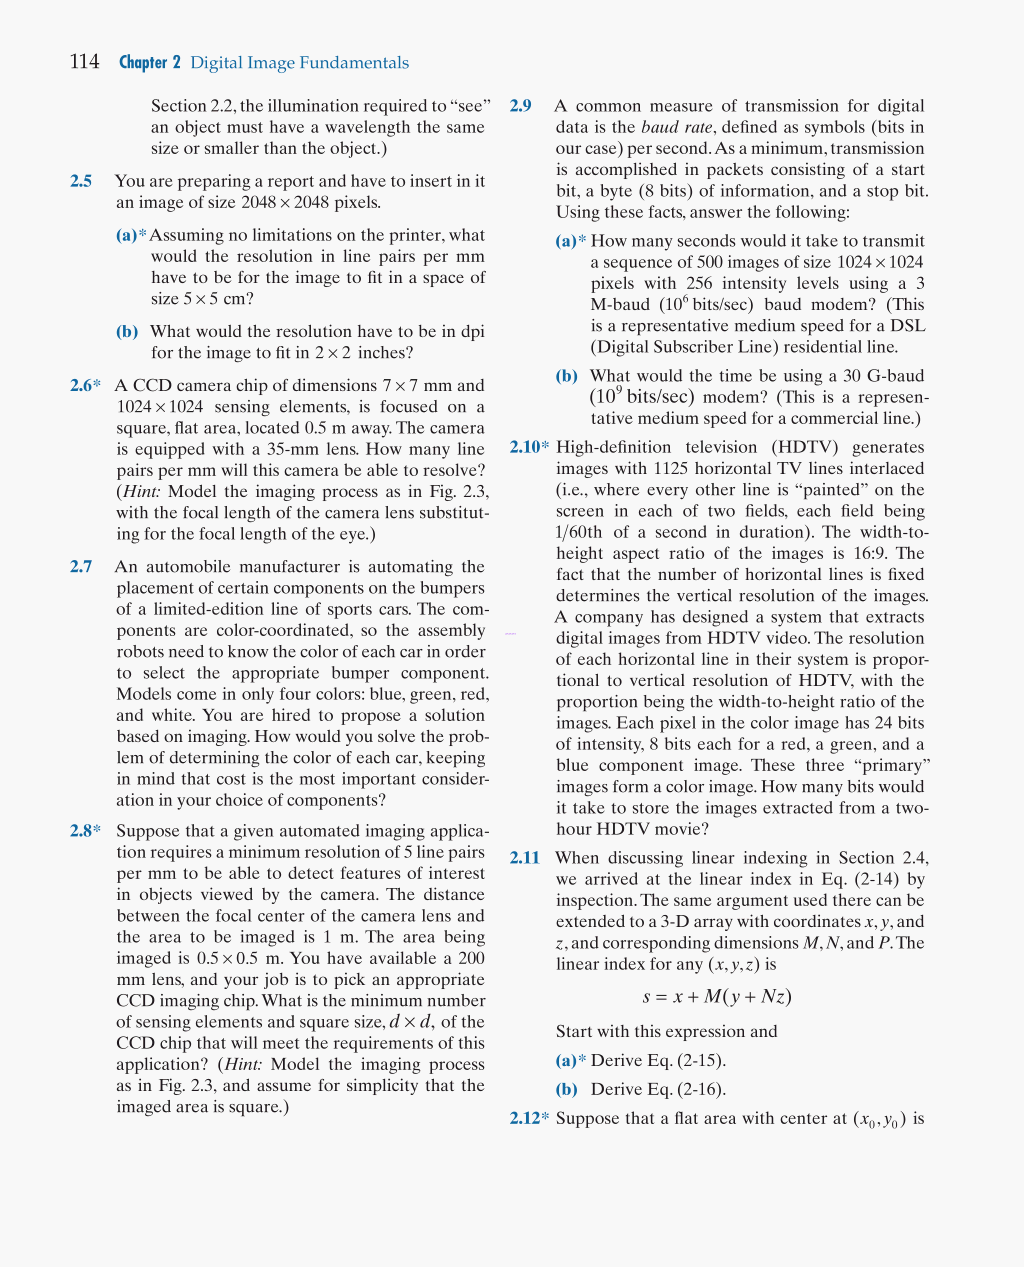 114 Chapter 2 Digital Image Fundamentals
Section 2.2, the illumination required to “see”
an object must have a wavelength the same
size or smaller than the object.)
2.5 You are preparing a report and have to insert in it
an image of size 2048 × 2048 pixels.
(a)* Assuming no limitations on the printer, what
would the resolution in line pairs per mm
have to be for the image to fit in a space of
size 5 × 5 cm?
(b) What would the resolution have to be in dpi
for the image to fit in 2 × 2 inches?
2.6* A CCD camera chip of dimensions 7 × 7 mm and
1024 × 1024 sensing elements, is focused on a
square, flat area, located 0.5 m away. The camera
is equipped with a 35-mm lens. How many line
pairs per mm will this camera be able to resolve?
(Hint: Model the imaging process as in Fig. 2.3,
with the focal length of the camera lens substitut-
ing for the focal length of the eye.)
2.7 An automobile manufacturer is automating the
placement of certain components on the bumpers
of a limited-edition line of sports cars. The com-
ponents are color-coordinated, so the assembly
robots need to know the color of each car in order
to select the appropriate bumper component.
Models come in only four colors: blue, green, red,
and white. You are hired to propose a solution
based on imaging. How would you solve the prob-
lem of determining the color of each car, keeping
in mind that cost is the most important consider-
ation in your choice of components?
2.8* Suppose that a given automated imaging applica-
tion requires a minimum resolution of 5 line pairs
per mm to be able to detect features of interest
in objects viewed by the camera. The distance
between the focal center of the camera lens and
the area to be imaged is 1 m. The area being
imaged is 0.5 × 0.5 m. You have available a 200
mm lens, and your job is to pick an appropriate
CCD imaging chip. What is the minimum number
of sensing elements and square size, d × d, of the
CCD chip that will meet the requirements of this
application? (Hint: Model the imaging process
as in Fig. 2.3, and assume for simplicity that the
imaged area is square.)
2.9 A common measure of transmission for digital
data is the baud rate, defined as symbols (bits in
our case) per second. As a minimum, transmission
is accomplished in packets consisting of a start
bit, a byte (8 bits) of information, and a stop bit.
Using these facts, answer the following:
(a)* How many seconds would it take to transmit
a sequence of 500 images of size 1024 × 1024
pixels with 256 intensity levels using a 3
M-baud (10⁶ bits/sec) baud modem? (This
is a representative medium speed for a DSL
(Digital Subscriber Line) residential line.
(b) What would the time be using a 30 G-baud
(10⁹ bits/sec) modem? (This is a represen-
tative medium speed for a commercial line.)
2.10* High-definition television (HDTV) generates
images with 1125 horizontal TV lines interlaced
(i.e., where every other line is “painted” on the
screen in each of two fields, each field being
1/60th of a second in duration). The width-to-
height aspect ratio of the images is 16:9. The
fact that the number of horizontal lines is fixed
determines the vertical resolution of the images.
A company has designed a system that extracts
digital images from HDTV video. The resolution
of each horizontal line in their system is propor-
tional to vertical resolution of HDTV, with the
proportion being the width-to-height ratio of the
images. Each pixel in the color image has 24 bits
of intensity, 8 bits each for a red, a green, and a
blue component image. These three “primary”
images form a color image. How many bits would
it take to store the images extracted from a two-
hour HDTV movie?
2.11 When discussing linear indexing in Section 2.4,
we arrived at the linear index in Eq. (2-14) by
inspection. The same argument used there can be
extended to a 3-D array with coordinates x, y, and
z, and corresponding dimensions M, N, and P. The
linear index for any (x, y, z) is
s = x + M(y + Nz)
Start with this expression and
(a)* Derive Eq. (2-15).
(b) Derive Eq. (2-16).
2.12* Suppose that a flat area with center at (x₀, y₀) is